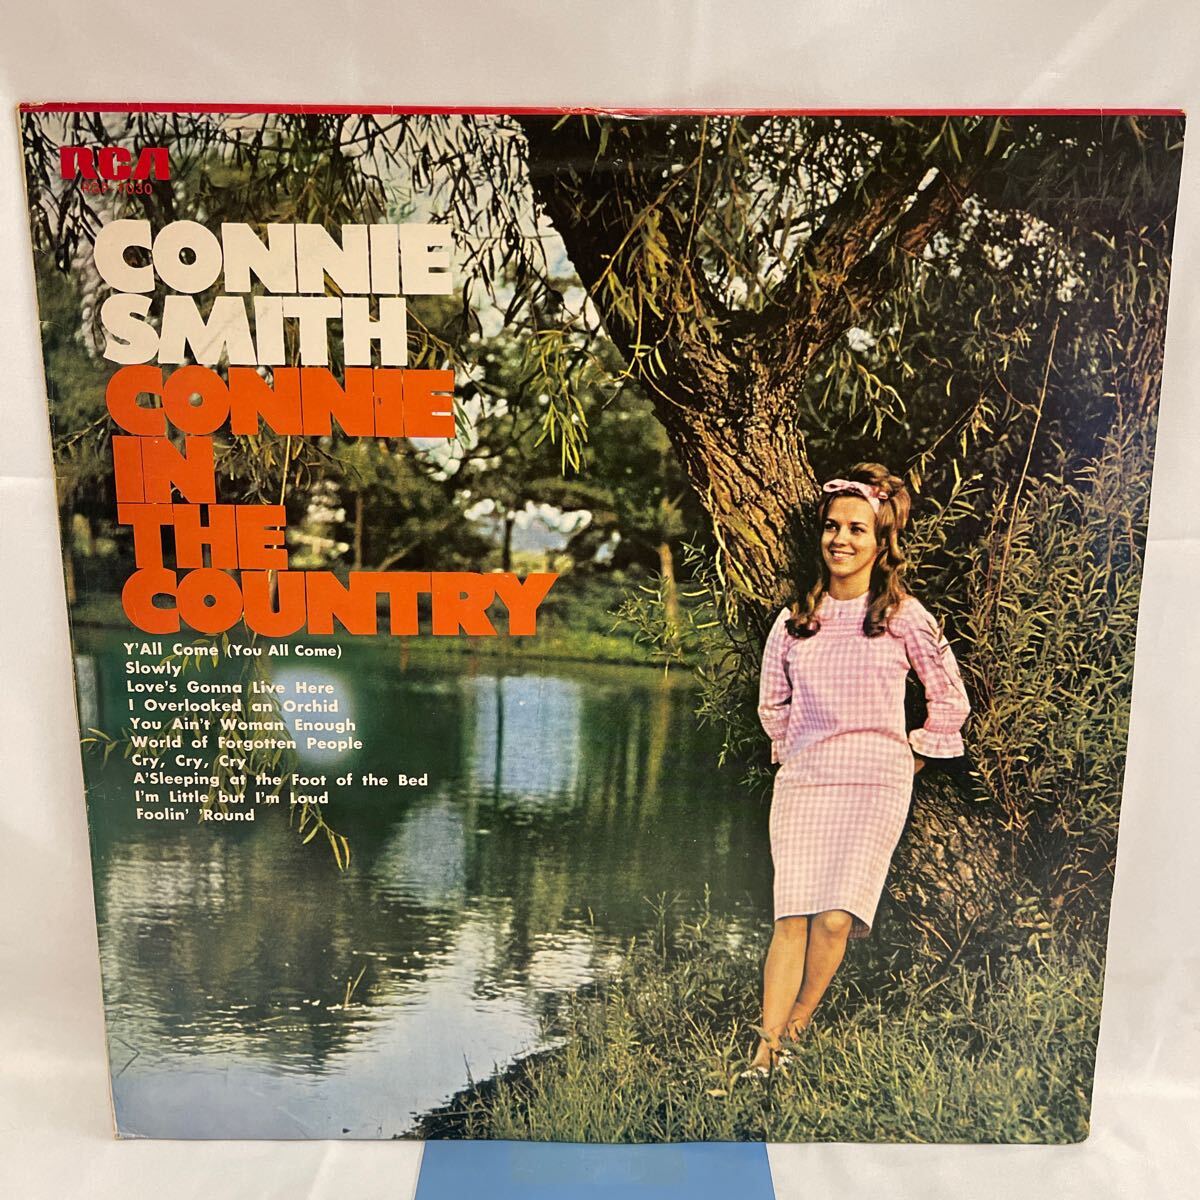 RCA
CONNIE
SMITH
CONNIE
IN
THE
COUNTRY
Y'All Come (You All Come)
Slowly
Love's Gonna Live Here
I Overlooked an Orchid
You Ain't Woman Enough
World of Forgotten People
Cry, Cry, Cry
A'Sleeping at the Foot of the Bed
I'm Little but I'm Loud
Foolin' 'Round